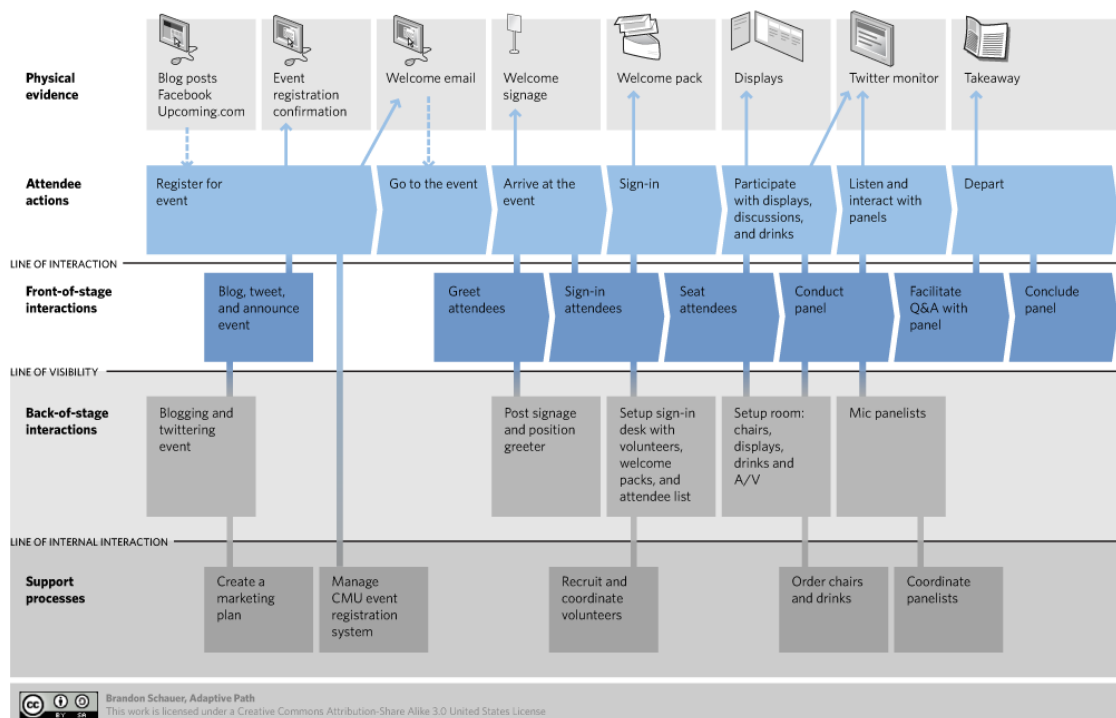 Physical
evidence
Blog posts
Facebook
Upcoming.com
Event
registration
confirmation
Welcome email
Welcome
signage
Welcome pack
Displays
Twitter monitor
Takeaway
Attendee
actions
Register for
event
Go to the event
Arrive at the
event
Sign-in
Participate
with displays,
discussions,
and drinks
Listen and
interact with
panels
Depart
LINE OF INTERACTION
Front-of-stage
interactions
Blog, tweet,
and announce
event
Greet
attendees
Sign-in
attendees
Seat
attendees
Conduct
panel
Facilitate
Q&A with
panel
Conclude
panel
LINE OF VISIBILITY
Back-of-stage
interactions
Blogging and
twittering
event
Post signage
and position
greeter
Setup sign-in
desk with
volunteers,
welcome
packs, and
attendee list
Setup room:
chairs,
displays,
drinks and
A/V
Mic panelists
LINE OF INTERNAL INTERACTION
Support
processes
Create a
marketing
plan
Manage
CMU event
registration
system
Recruit and
coordinate
volunteers
Order chairs
and drinks
Coordinate
panelists
cc
BY SA
Brandon Schauer, Adaptive Path
This work is licensed under a Creative Commons Attribution-Share Alike 3.0 United States License